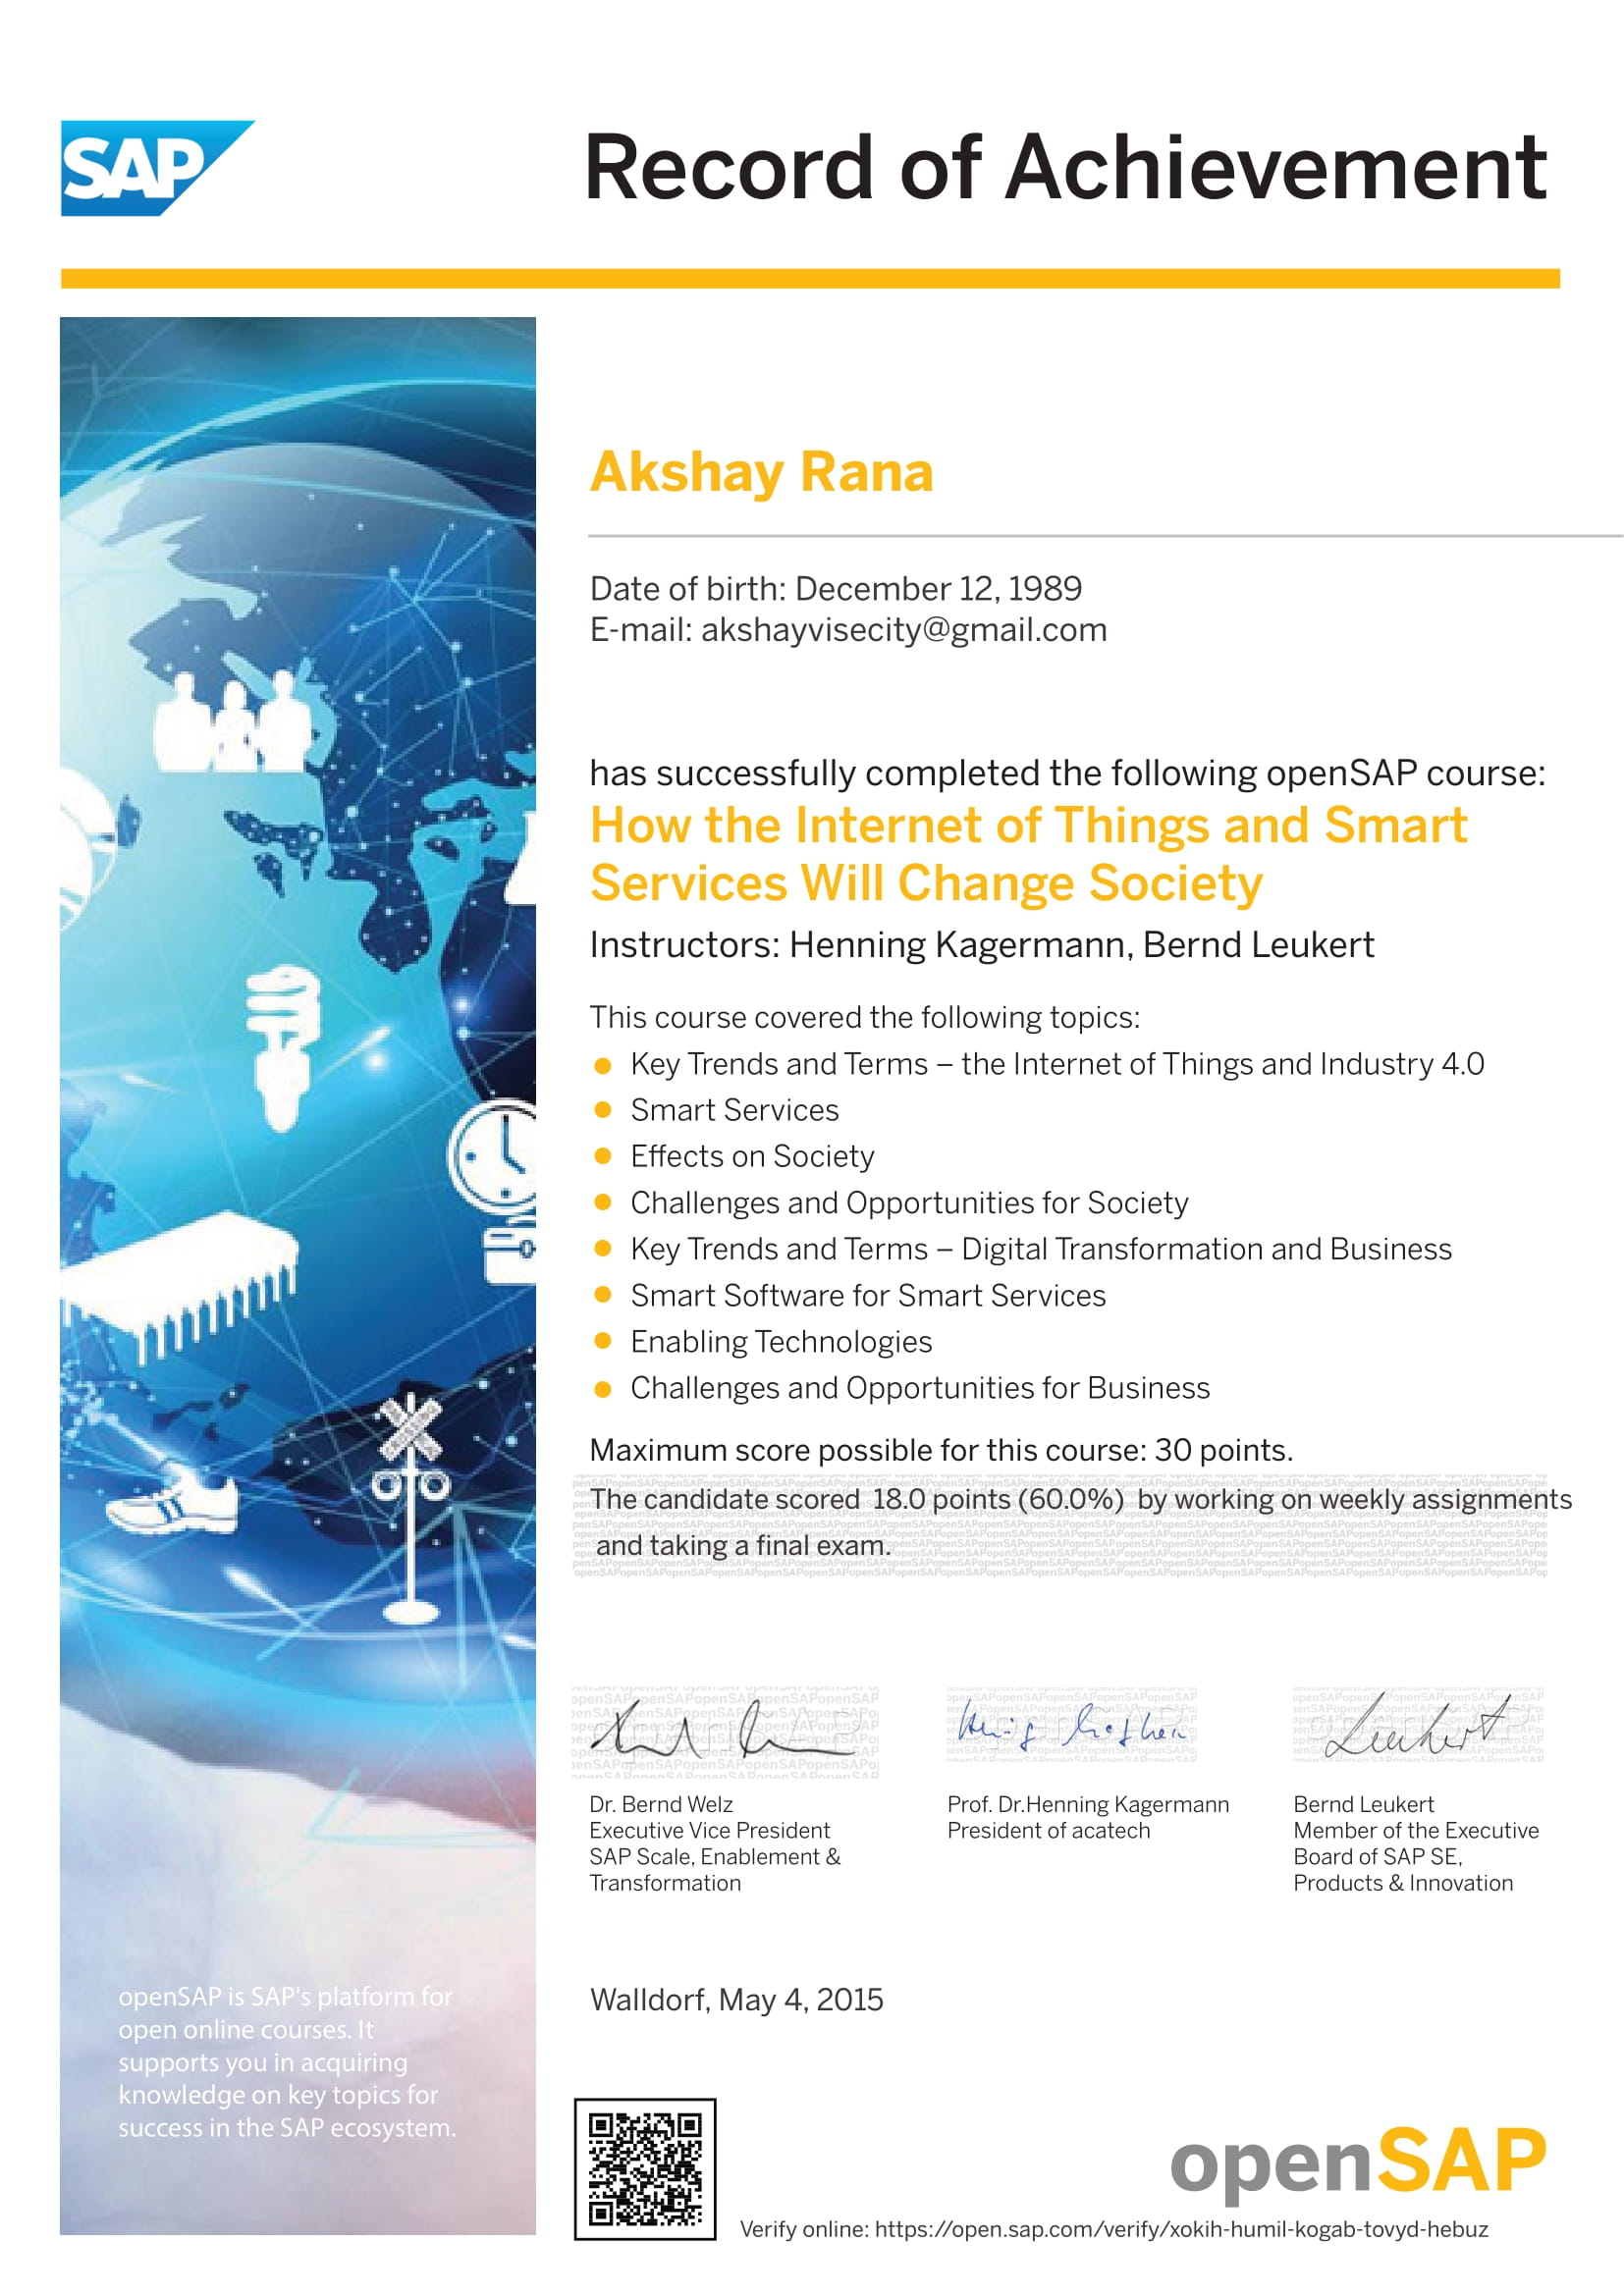 SAP
Record of Achievement
Akshay Rana
Date of birth: December 12, 1989
E-mail: akshayvisecity@gmail.com
has successfully completed the following openSAP course:
How the Internet of Things and Smart
Services Will Change Society
Instructors: Henning Kagermann, Bernd Leukert
This course covered the following topics:
Key Trends and Terms – the Internet of Things and Industry 4.0
Smart Services
Effects on Society
Challenges and Opportunities for Society
Key Trends and Terms – Digital Transformation and Business
Smart Software for Smart Services
Enabling Technologies
Challenges and Opportunities for Business
Maximum score possible for this course: 30 points.
The candidate scored 18.0 points (60.0%) by working on weekly assignments
and taking a final exam.
Dr. Bernd Welz
Executive Vice President
SAP Scale, Enablement &
Transformation
Prof. Dr.Henning Kagermann
President of acatech
Leukert
Bernd Leukert
Member of the Executive
Board of SAP SE,
Products & Innovation
Walldorf, May 4, 2015
openSAP is SAP's platform for
open online courses. It
supports you in acquiring
knowledge on key topics for
success in the SAP ecosystem.
openSAP
Verify online: https://open.sap.com/verify/xokih-humil-kogab-tovyd-hebuz